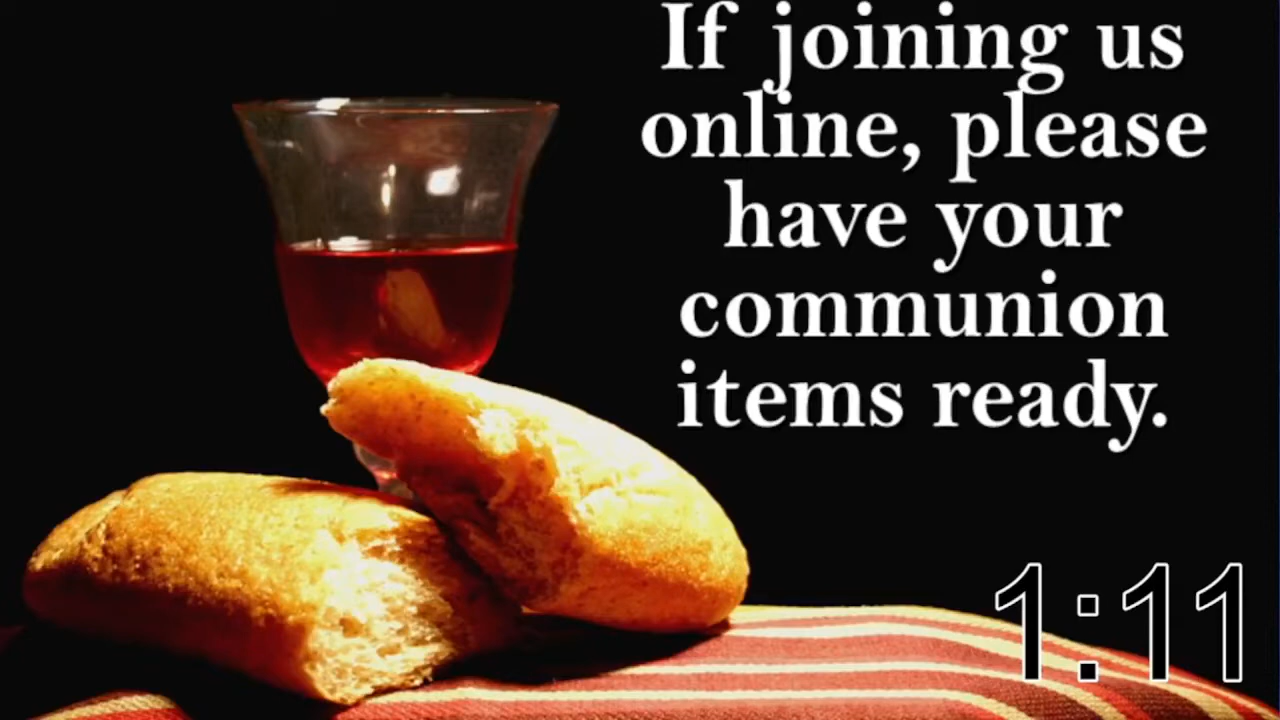 If joining us
online, please
have your
communion
items ready.
1:11